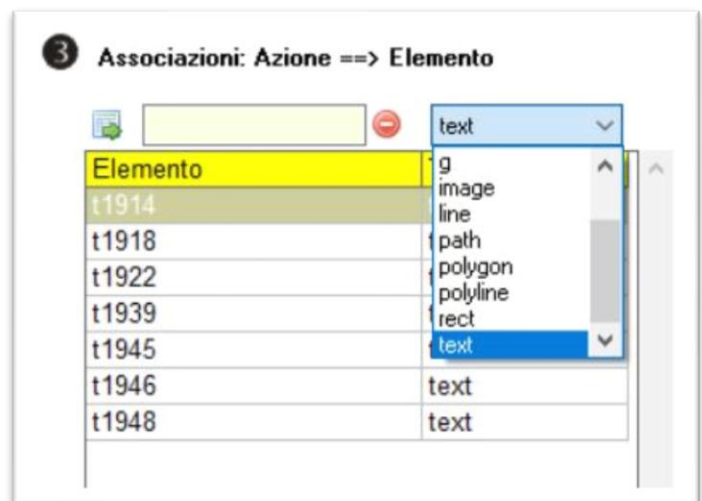 3 Associazioni: Azione ==> Elemento
text
Elemento
g
image
line
path
polygon
polyline
rect
text
t1914
t1918
t1922
t1939
t1945
t1946 text
t1948 text